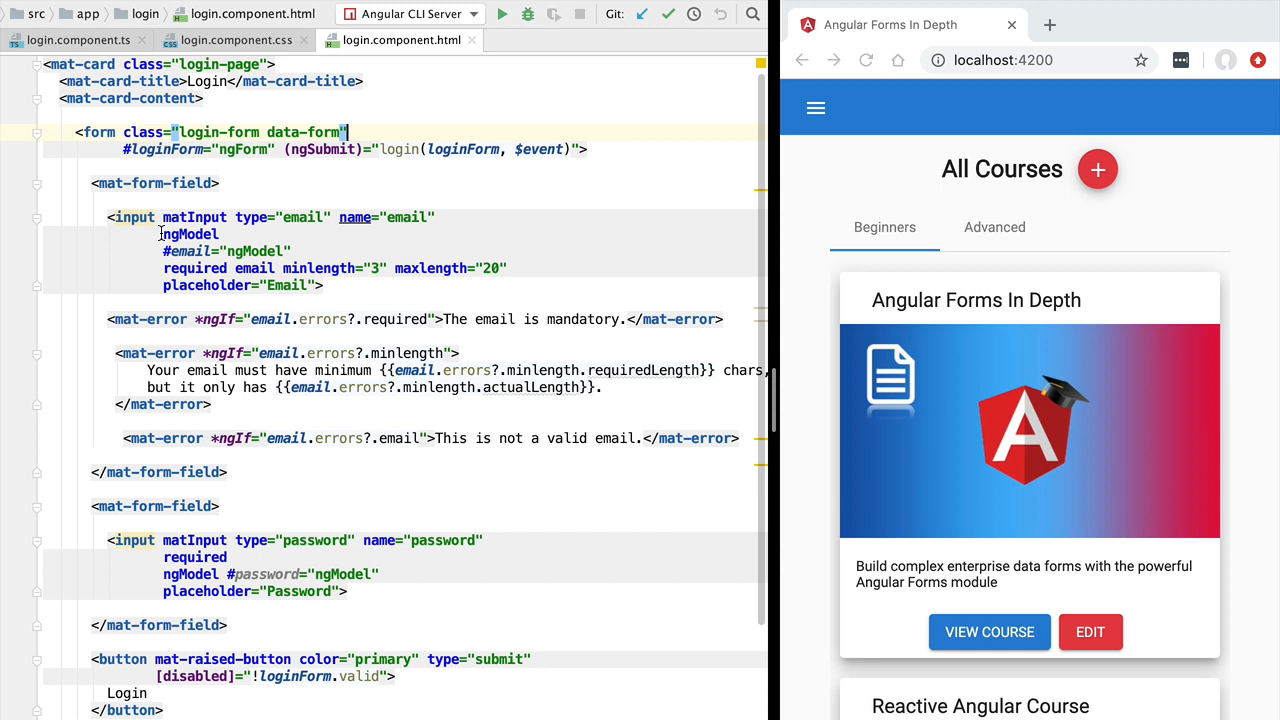 src app login login.component.html Angular CLI Server Git:
login.component.ts login.component.css login.component.html
<mat-card class="login-page">
<mat-card-title>Login</mat-card-title>
<mat-card-content>
<form class="login-form data-form"
#loginForm="ngForm" (ngSubmit)="login(loginForm, $event)">
<mat-form-field>
<input matInput type="email" name="email"
ngModel
#email="ngModel"
required email minlength="3" maxlength="20"
placeholder="Email">
<mat-error *ngIf="email.errors?.required">The email is mandatory.</mat-error>
<mat-error *ngIf="email.errors?.minlength">
Your email must have minimum {{email.errors?.minlength.requiredLength}} chars,
but it only has {{email.errors?.minlength.actualLength}}.
</mat-error>
<mat-error *ngIf="email.errors?.email">This is not a valid email.</mat-error>
</mat-form-field>
<mat-form-field>
<input matInput type="password" name="password"
required
ngModel #password="ngModel"
placeholder="Password">
</mat-form-field>
<button mat-raised-button color="primary" type="submit"
[disabled]="!loginForm.valid">
Login
</button>
Angular Forms In Depth
localhost:4200
All Courses
Beginners Advanced
Angular Forms In Depth
A
Build complex enterprise data forms with the powerful
Angular Forms module
VIEW COURSE EDIT
Reactive Angular Course